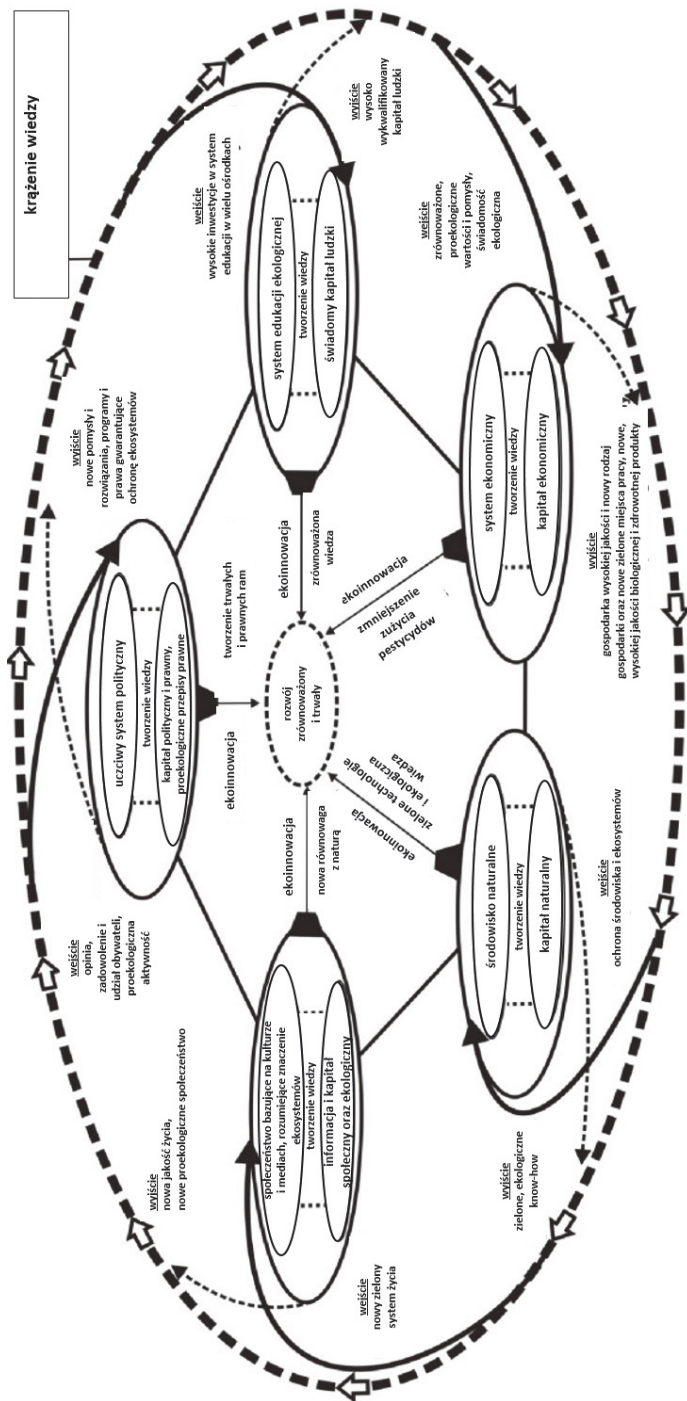 krążenie wiedzy
wejście
opinia,
zadowolenie i
udział obywateli,
proekologiczna
aktywność
uczciwy system polityczny
tworzenie wiedzy
kapitał polityczny i prawny,
proekologiczne przepisy prawne
wyjście
nowe pomysły i
rozwiązania, programy i
prawa gwarantujące
ochronę ekosystemów
ekoinnowacja
tworzenie trwałych
i prawnych ram
wejście
wysokie inwestycje w system
edukacji w wielu ośrodkach
system edukacji ekologicznej
tworzenie wiedzy
świadomy kapitał ludzki
wyjście
wysoko
wykwalifikowany
kapitał ludzki
ekoinnowacja
zrównoważona
wiedza
wejście
zrównoważone,
proekologiczne
wartości i pomysły,
świadomość
ekologiczna
system ekonomiczny
tworzenie wiedzy
kapitał ekonomiczny
wyjście
gospodarka wysokiej jakości i nowy rodzaj
gospodarki oraz nowe zielone miejsca pracy, nowe,
wysokiej jakości biologicznej i zdrowotnej produkty
ekoinnowacja
zmniejszenie
zużycia
pestycydów
rozwój
zrównoważony
i trwały
wejście
ochrona środowiska i ekosystemów
środowisko naturalne
tworzenie wiedzy
kapitał naturalny
wyjście
zielone, ekologiczne
know-how
ekoinnowacja
zielone technologie
i ekologiczna
wiedza
wejście
nowy zielony
system życia
społeczeństwo bazujące na kulturze
i mediach, rozumiejące znaczenie
ekosystemów
tworzenie wiedzy
informacja i kapitał
społeczny oraz ekologiczny
wyjście
nowa jakość życia,
nowe proekologiczne społeczeństwo
ekoinnowacja
nowa równowaga
z naturą